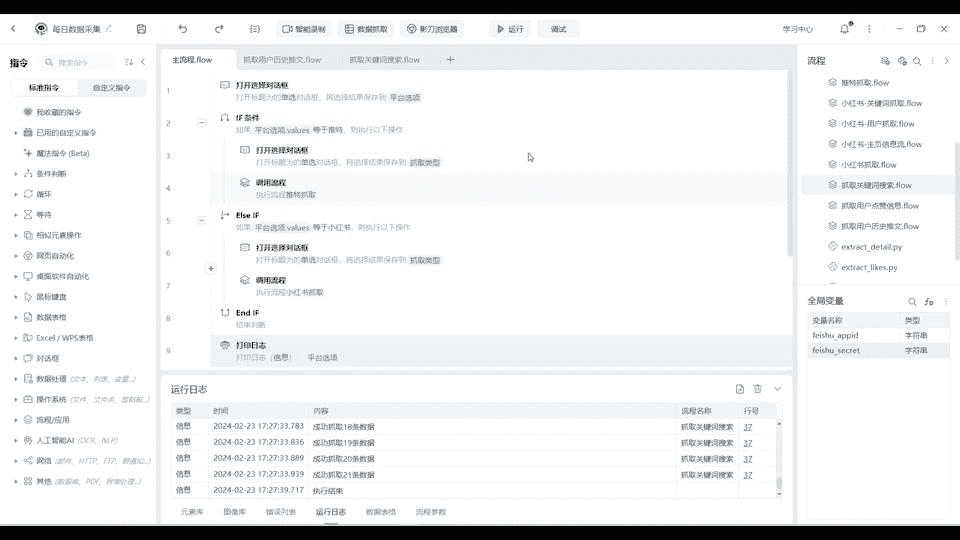 每日数据采集
智能录制
数据抓取
影刀浏览器
运行
调试
学习中心
指令
搜索指令
标准指令
自定义指令
我收藏的指令
已用的自定义指令
魔法指令 (Beta)
条件判断
循环
等待
相似元素操作
网页自动化
桌面软件自动化
鼠标键盘
数据表格
Excel / WPS表格
对话框
数据处理 (文本、列表、变量...)
操作系统 (文件、文件夹、剪贴板...)
流程/应用
人工智能AI (OCR、NLP)
网络 (邮件、HTTP、FTP、群通知...)
其他 (数据库、PDF、异常处理...)
主流程.flow
抓取用户历史推文.flow
抓取关键词搜索.flow
1
打开选择对话框
打开标题为的单选对话框，将选择结果保存到 平台选项
2
IF 条件
如果 平台选项.values 等于推特，则执行以下操作
3
打开选择对话框
打开标题为的单选对话框，将选择结果保存到 抓取类型
4
调用流程
执行流程推特抓取
5
Else IF
如果 平台选项.values 等于小红书，则执行以下操作
6
打开选择对话框
打开标题为的单选对话框，将选择结果保存到 抓取类型
7
调用流程
执行流程小红书抓取
8
End IF
结束判断
9
打印日志
打印日志（信息）： 平台选项
运行日志
类型 时间 内容 流程名称 行号
信息 2024-02-23 17:27:33.783 成功抓取18条数据 抓取关键词搜索 37
信息 2024-02-23 17:27:33.836 成功抓取19条数据 抓取关键词搜索 37
信息 2024-02-23 17:27:33.889 成功抓取20条数据 抓取关键词搜索 37
信息 2024-02-23 17:27:33.939 成功抓取21条数据 抓取关键词搜索 37
信息 2024-02-23 17:27:39.717 执行结束
元素库
图像库
错误列表
运行日志
数据表格
流程参数
流程
推特抓取.flow
小红书-关键词抓取.flow
小红书-用户抓取.flow
小红书-主页信息流.flow
小红书抓取.flow
抓取关键词搜索.flow
抓取用户点赞信息.flow
抓取用户历史推文.flow
extract_detail.py
extract_likes.py
全局变量
变量名称 类型
feishu_appid 字符串
feishu_secret 字符串